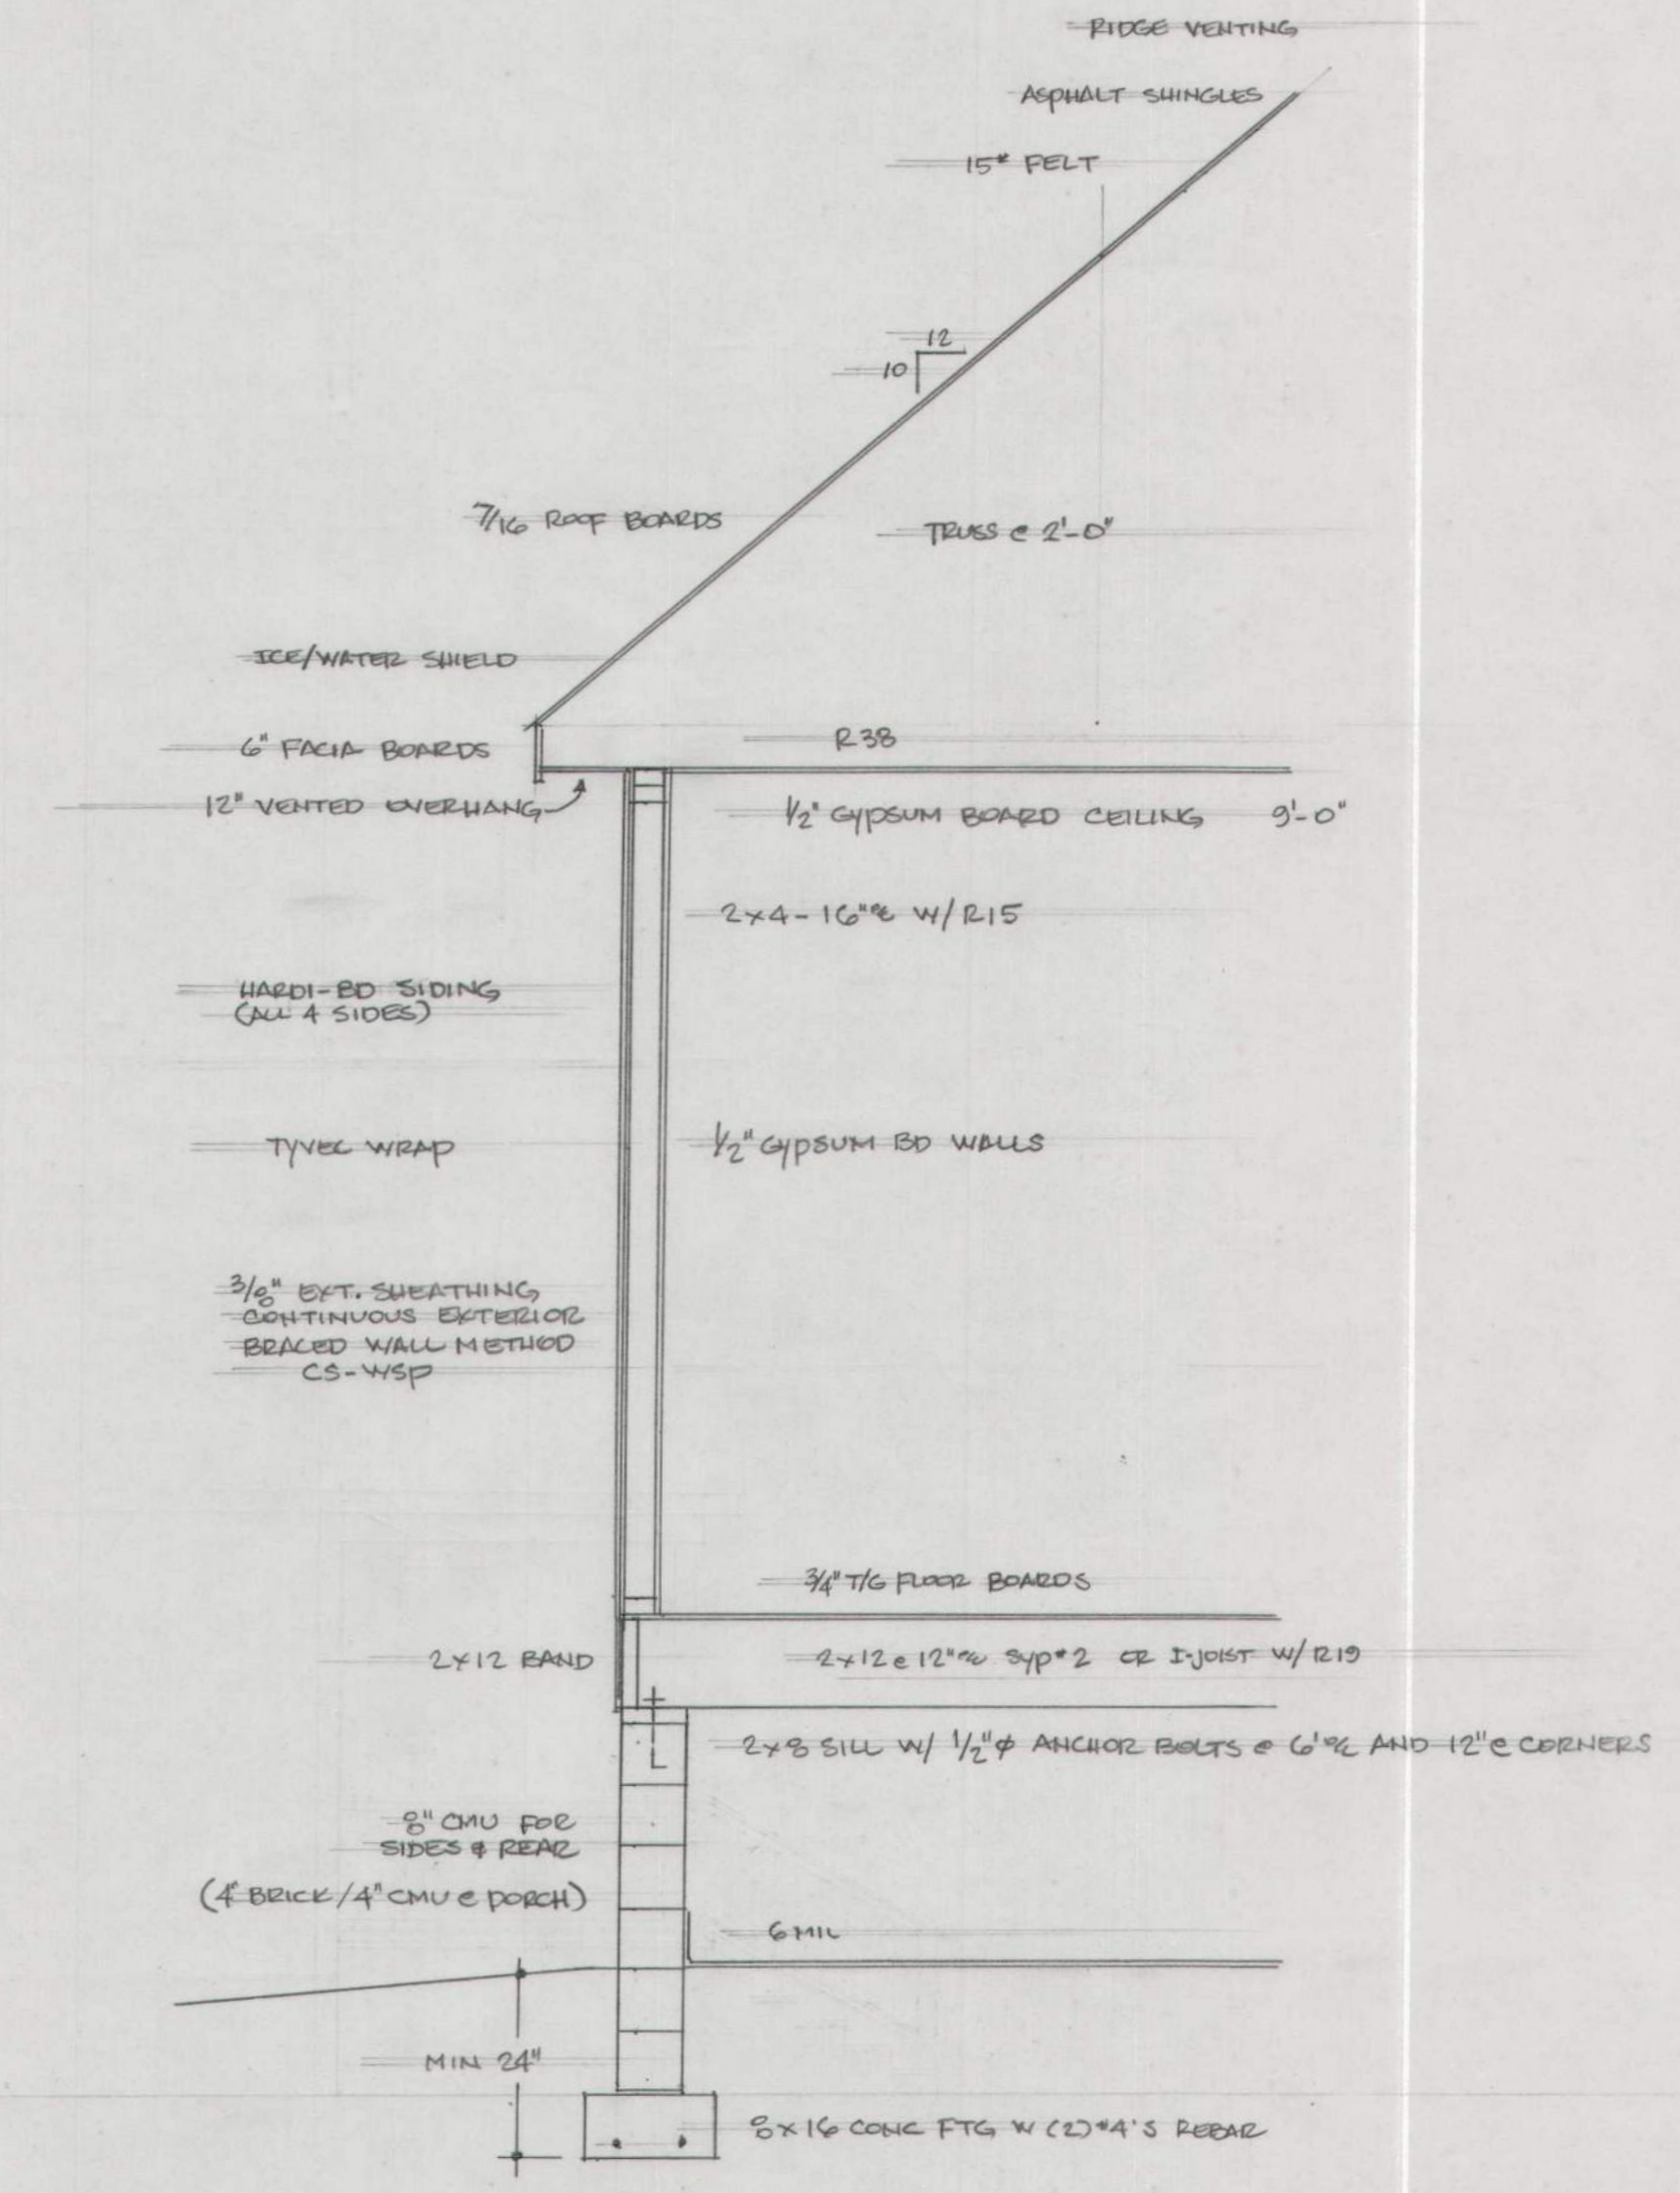 RIDGE VENTING
ASPHALT SHINGLES
15# FELT
12
10
7/16 ROOF BOARDS
TRUSS @ 2'-0"
ICE/WATER SHIELD
6" FACIA BOARDS
R38
12" VENTED OVERHANG
1/2" GYPSUM BOARD CEILING 9'-0"
2x4-16"oc W/R15
HARDI-BD SIDING
(ALL 4 SIDES)
TYVEC WRAP
1/2" GYPSUM BD WALLS
3/8" EXT. SHEATHING
CONTINUOUS EXTERIOR
BRACED WALL METHOD
CS-WSP
3/4" T/G FLOOR BOARDS
2x12 BAND
2x12 @ 12"oc SYP#2 OR I-JOIST W/R19
2x8 SILL W/ 1/2"φ ANCHOR BOLTS @ 6'oc AND 12" @ CORNERS
8" CMU FOR
SIDES & REAR
(4" BRICK/4" CMU @ PORCH)
6 MIL
MIN 24"
8x16 CONC FTG W (2) #4'S REBAR